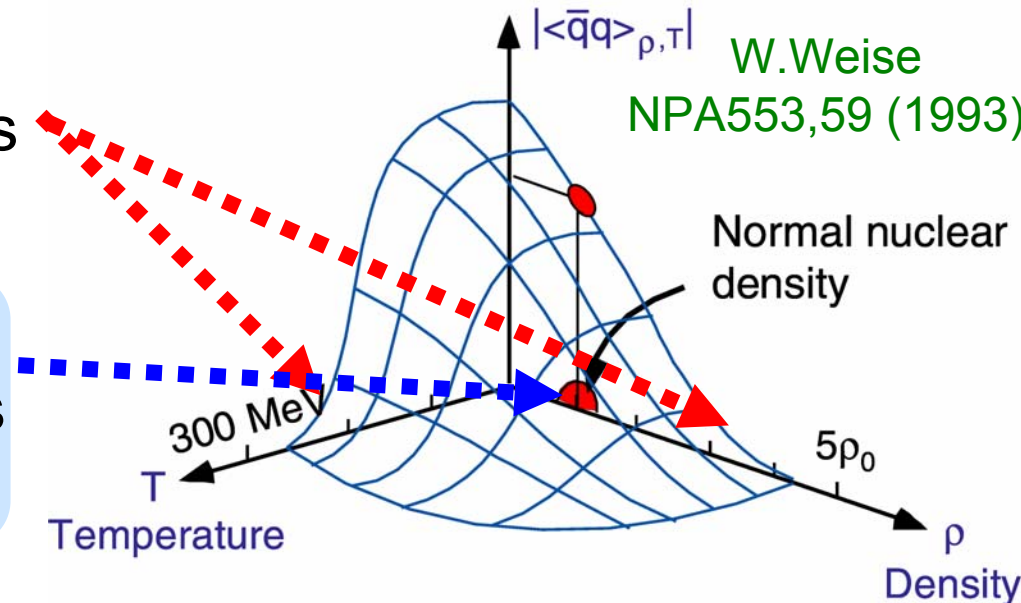 |<q̅q>ρ,T|
W.Weise
NPA553,59 (1993)
s
Normal nuclear
density
s
300 MeV
5ρ0
T
Temperature
ρ
Density